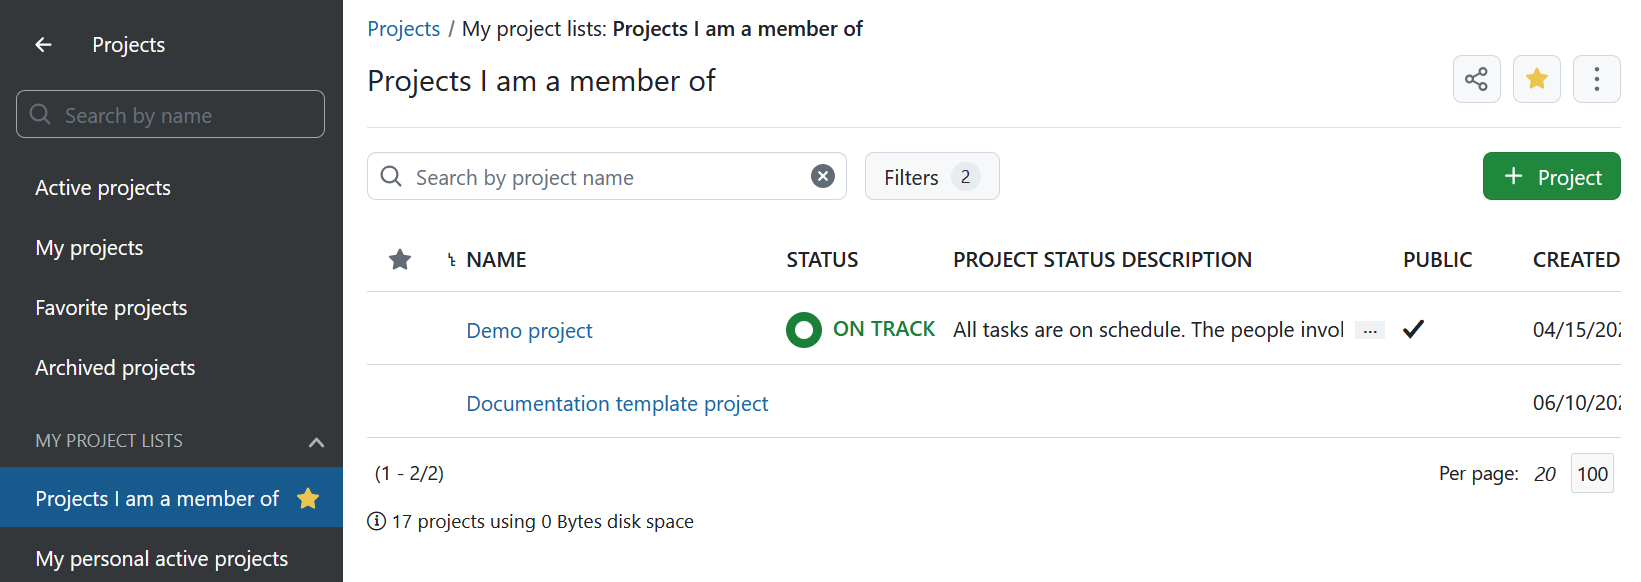 Projects
Search by name
Active projects
My projects
Favorite projects
Archived projects
MY PROJECT LISTS
Projects I am a member of
My personal active projects
Projects / My project lists: Projects I am a member of
Projects I am a member of
Search by project name
Filters 2
+ Project
NAME STATUS PROJECT STATUS DESCRIPTION PUBLIC CREATED
Demo project ON TRACK All tasks are on schedule. The people invol ... 04/15/202
Documentation template project 06/10/202
(1 - 2/2) Per page: 20 100
17 projects using 0 Bytes disk space